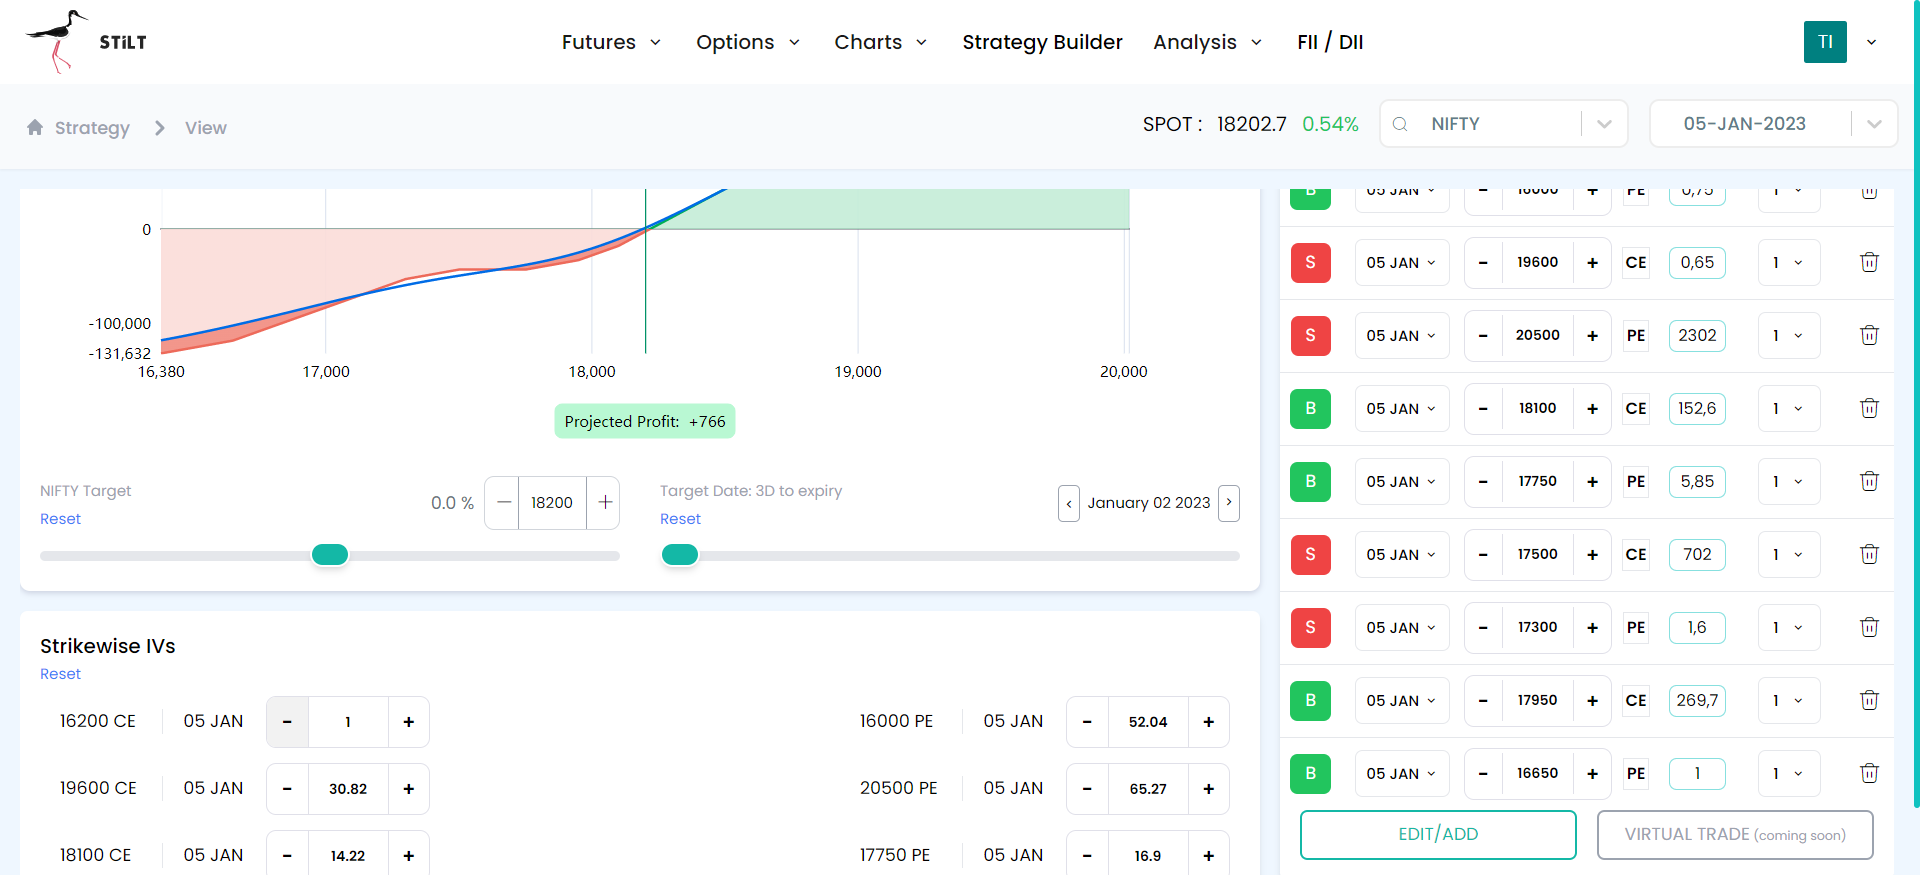 STiLT
Futures Options Charts Strategy Builder Analysis FII / DII
TI
Strategy View
SPOT : 18202.7 0.54% NIFTY 05-JAN-2023
0
-100,000
-131,632
16,380 17,000 18,000 19,000 20,000
Projected Profit: +766
NIFTY Target
Reset
0.0 % 18200
Target Date: 3D to expiry
Reset
< January 02 2023 >
Strikewise IVs
Reset
16200 CE 05 JAN - 1 +
16000 PE 05 JAN - 52.04 +
19600 CE 05 JAN - 30.82 +
20500 PE 05 JAN - 65.27 +
18100 CE 05 JAN - 14.22 +
17750 PE 05 JAN - 16.9 +
B 05 JAN - 16000 + PE 0,75 1
S 05 JAN - 19600 + CE 0,65 1
S 05 JAN - 20500 + PE 2302 1
B 05 JAN - 18100 + CE 152,6 1
B 05 JAN - 17750 + PE 5,85 1
S 05 JAN - 17500 + CE 702 1
S 05 JAN - 17300 + PE 1,6 1
B 05 JAN - 17950 + CE 269,7 1
B 05 JAN - 16650 + PE 1 1
EDIT/ADD VIRTUAL TRADE (coming soon)